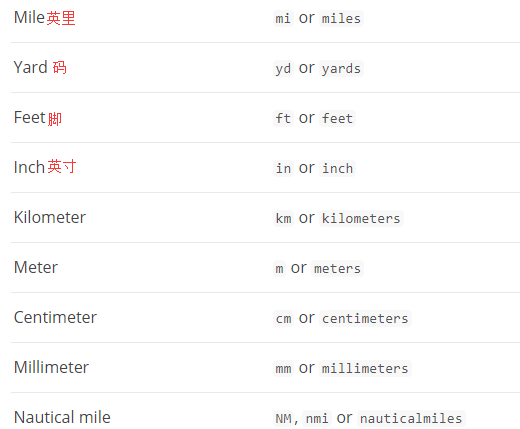 Mile英里 mi or miles
Yard 码 yd or yards
Feet脚 ft or feet
Inch英寸 in or inch
Kilometer km or kilometers
Meter m or meters
Centimeter cm or centimeters
Millimeter mm or millimeters
Nautical mile NM, nmi or nauticalmiles